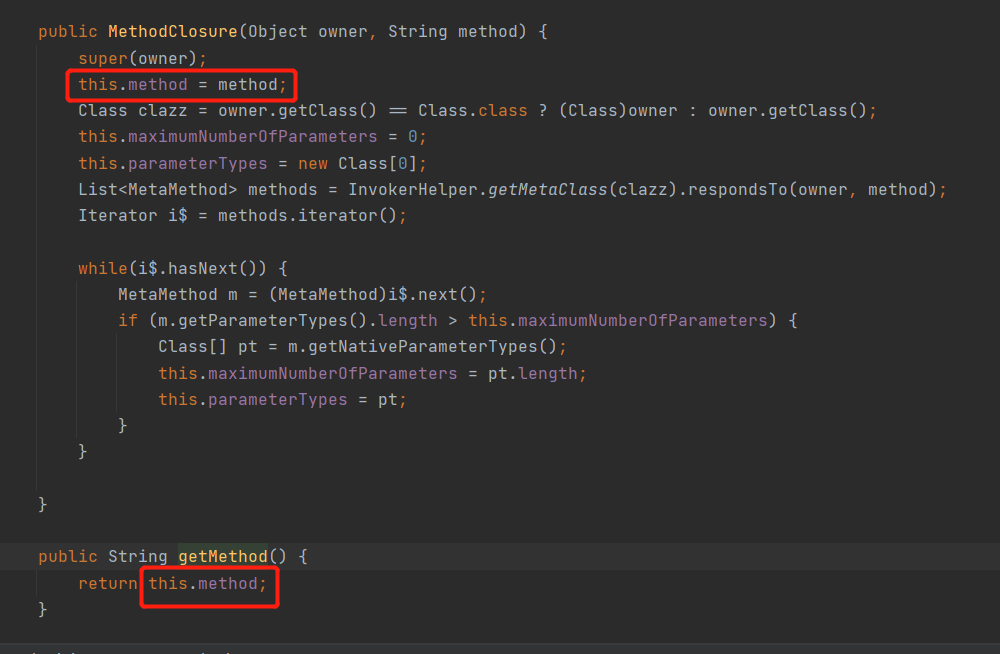 public MethodClosure(Object owner, String method) {
super(owner);
this.method = method;
Class clazz = owner.getClass() == Class.class ? (Class)owner : owner.getClass();
this.maximumNumberOfParameters = 0;
this.parameterTypes = new Class[0];
List<MetaMethod> methods = InvokerHelper.getMetaClass(clazz).respondsTo(owner, method);
Iterator i$ = methods.iterator();
while(i$.hasNext()) {
MetaMethod m = (MetaMethod)i$.next();
if (m.getParameterTypes().length > this.maximumNumberOfParameters) {
Class[] pt = m.getNativeParameterTypes();
this.maximumNumberOfParameters = pt.length;
this.parameterTypes = pt;
}
}
}
public String getMethod() {
return this.method;
}